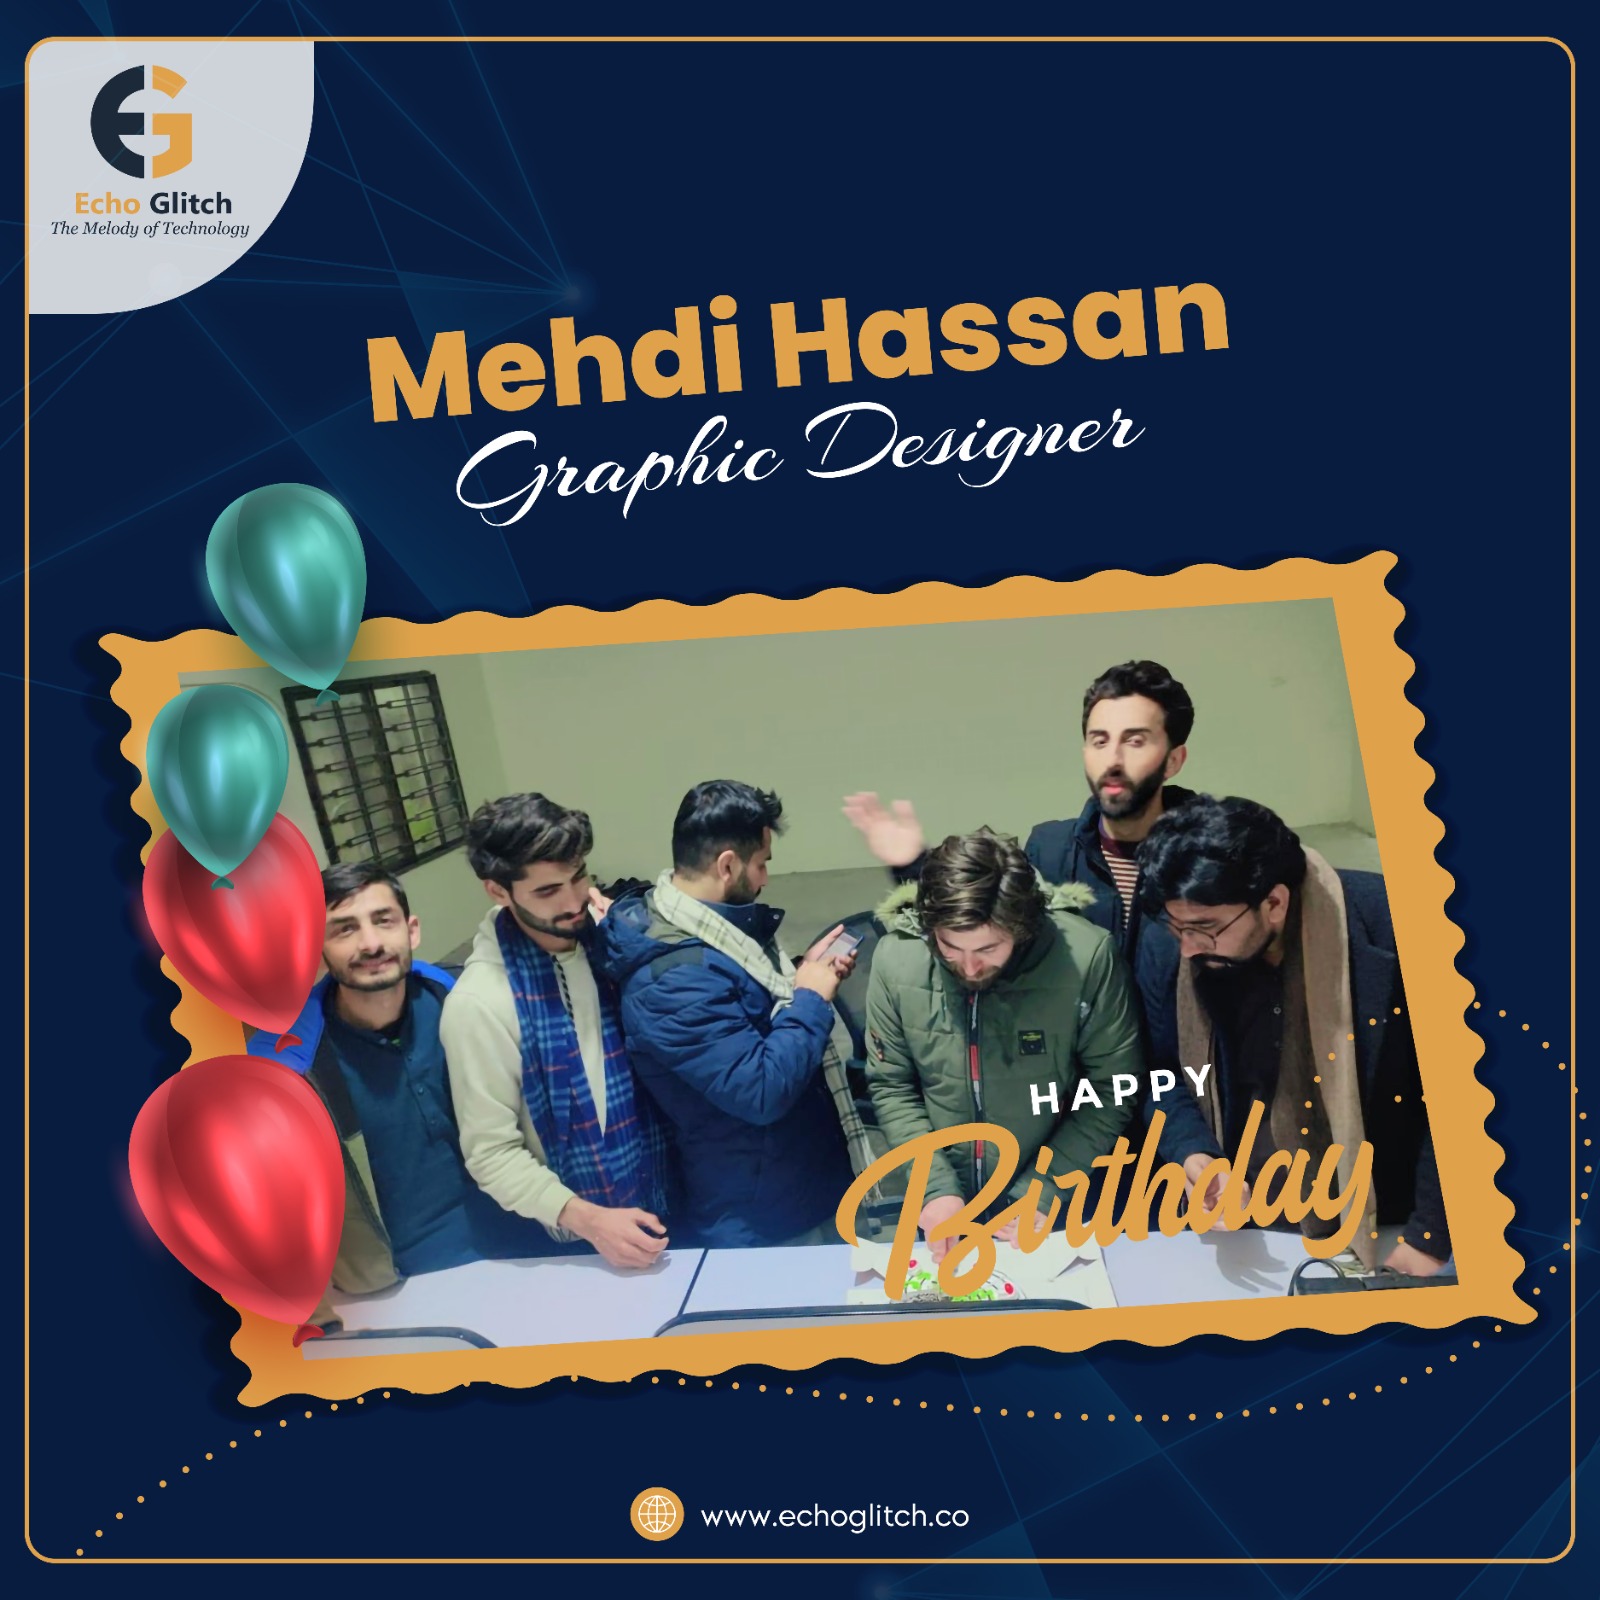 Echo Glitch
The Melody of Technology
Mehdi Hassan
Graphic Designer
HAPPY
Birthday
www.echoglitch.co